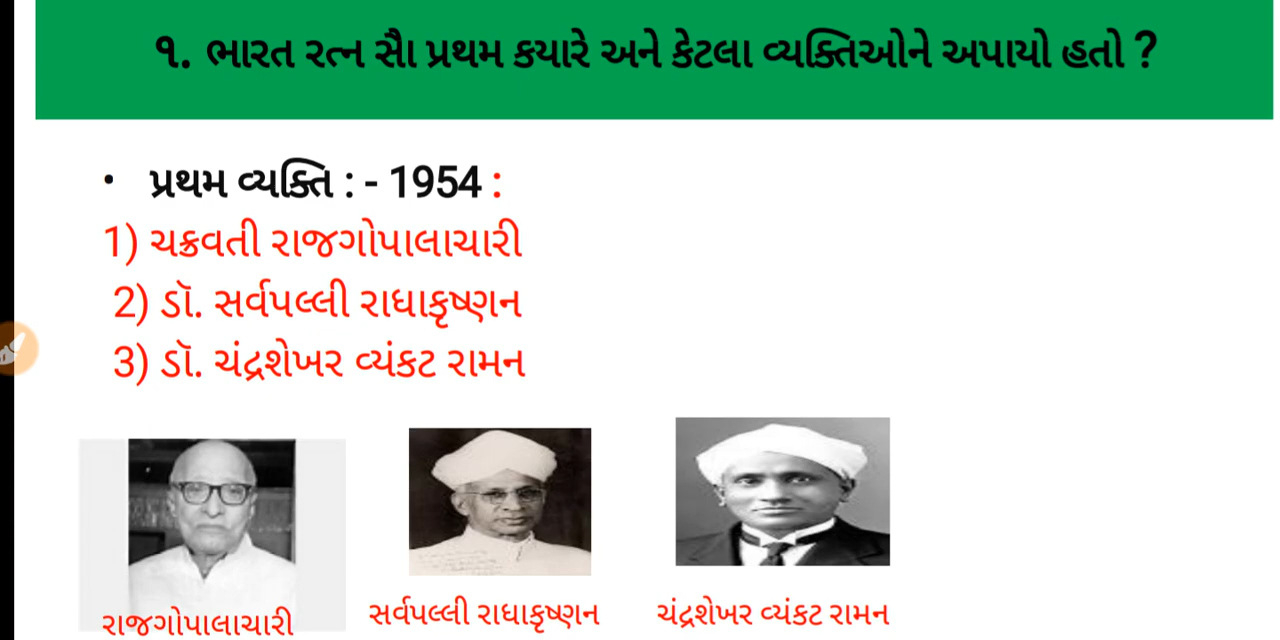 ૧. ભારત રત્ન સૈા પ્રથમ કયારે અને કેટલા વ્યક્તિઓને અપાયો હતો ?
• પ્રથમ વ્યક્તિ : - 1954 :
1) ચક્રવતી રાજગોપાલાચારી
2) ડૉ. સર્વપલ્લી રાધાકૃષ્ણન
3) ડૉ. ચંદ્રશેખર વ્યંકટ રામન
રાજગોપાલાચારી
સર્વપલ્લી રાધાકૃષ્ણન
ચંદ્રશેખર વ્યંકટ રામન